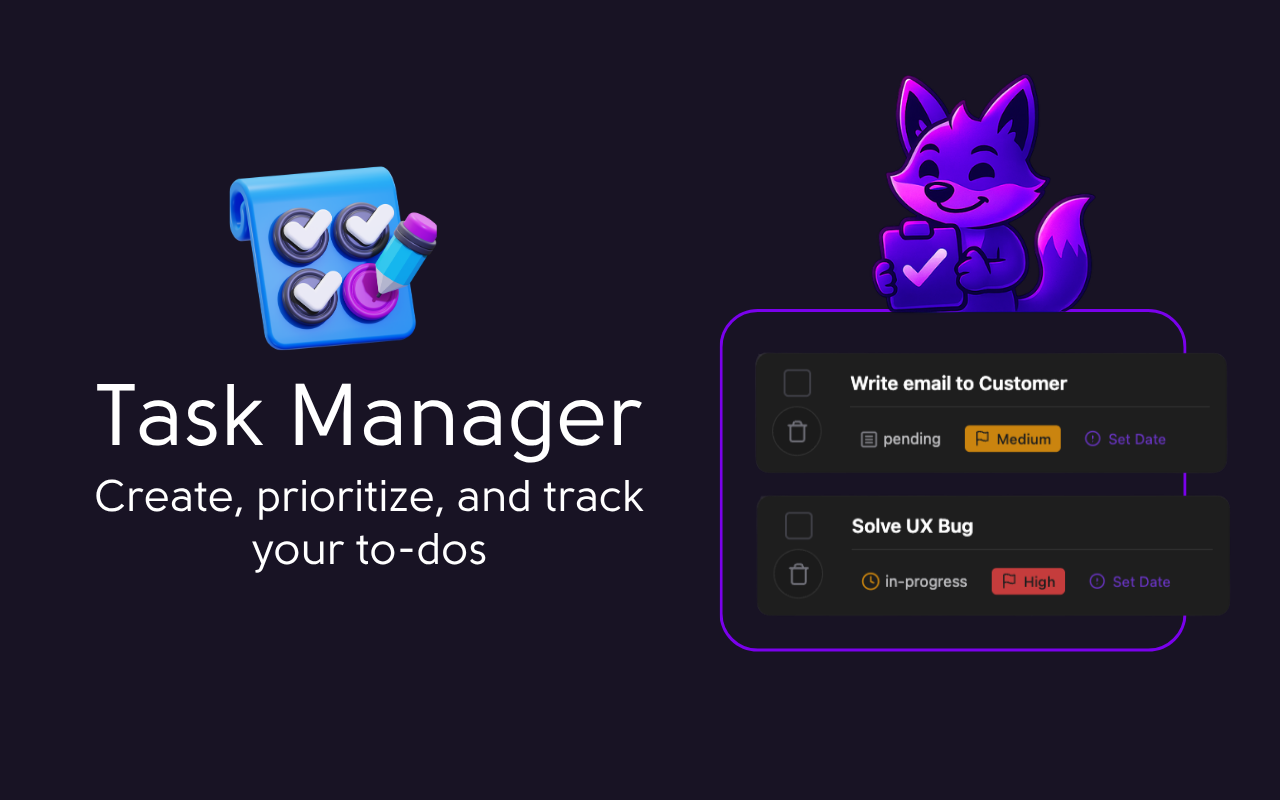 Task Manager
Create, prioritize, and track
your to-dos
Write email to Customer
pending Medium Set Date
Solve UX Bug
in-progress High Set Date